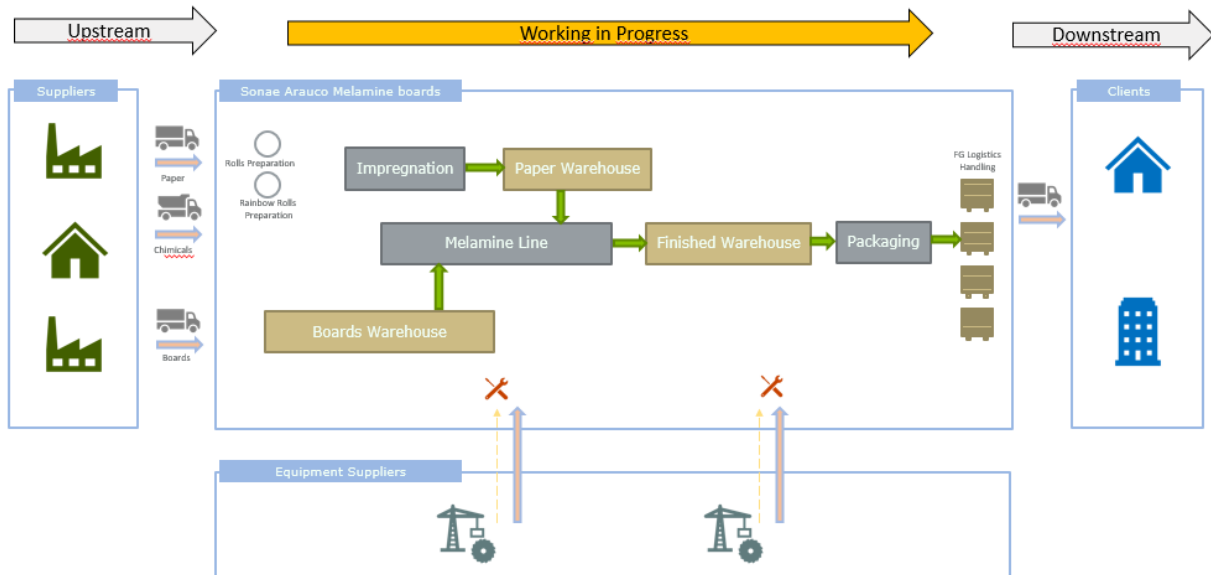 Upstream
Working in Progress
Downstream
Suppliers
Sonae Arauco Melamine boards
Clients
Paper
Chimicals
Boards
Rolls Preparation
Rainbow Rolls
Preparation
Impregnation
Paper Warehouse
Melamine Line
Finished Warehouse
Packaging
Boards Warehouse
FG Logistics
Handling
Equipment Suppliers